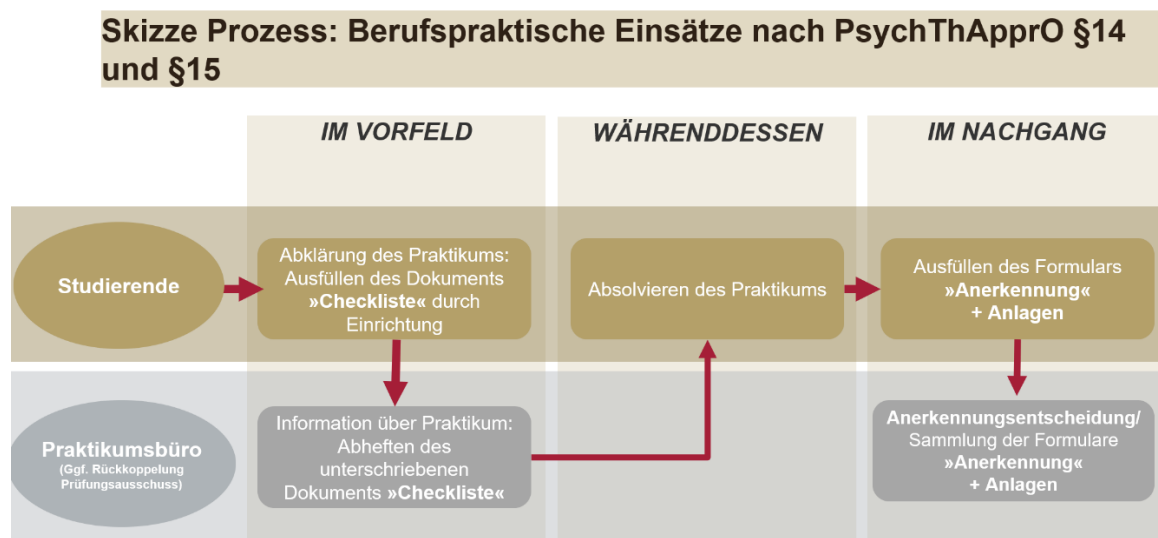 Skizze Prozess: Berufspraktische Einsätze nach PsychThApprO §14
und §15
IM VORFELD
WÄHRENDDESSEN
IM NACHGANG
Studierende
Abklärung des Praktikums:
Ausfüllen des Dokuments
»Checkliste« durch
Einrichtung
Absolvieren des Praktikums
Ausfüllen des Formulars
»Anerkennung«
+ Anlagen
Praktikumsbüro
(Ggf. Rückkoppelung
Prüfungsausschuss)
Information über Praktikum:
Abheften des
unterschriebenen
Dokuments »Checkliste«
Anerkennungsentscheidung/
Sammlung der Formulare
»Anerkennung«
+ Anlagen